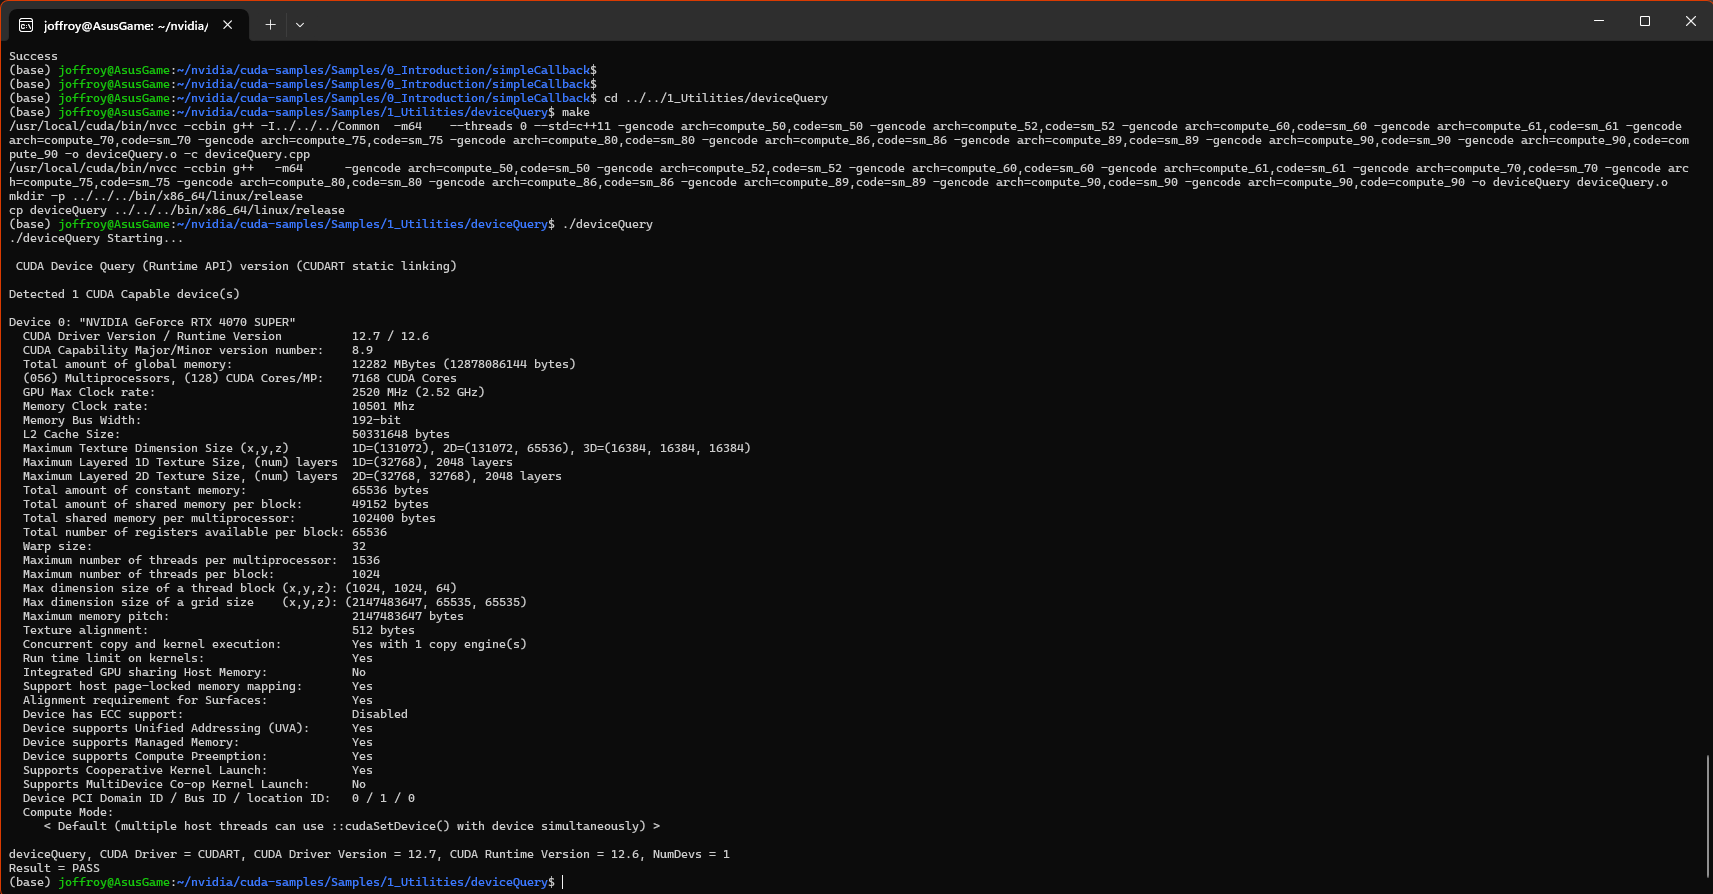 joffroy@AsusGame: ~/nvidia/
Success
(base) joffroy@AsusGame:~/nvidia/cuda-samples/Samples/0_Introduction/simpleCallback$
(base) joffroy@AsusGame:~/nvidia/cuda-samples/Samples/0_Introduction/simpleCallback$
(base) joffroy@AsusGame:~/nvidia/cuda-samples/Samples/0_Introduction/simpleCallback$ cd ../../1_Utilities/deviceQuery
(base) joffroy@AsusGame:~/nvidia/cuda-samples/Samples/1_Utilities/deviceQuery$ make
/usr/local/cuda/bin/nvcc -ccbin g++ -I../../../Common  -m64    --threads 0 --std=c++11 -gencode arch=compute_50,code=sm_50 -gencode arch=compute_52,code=sm_52 -gencode arch=compute_60,code=sm_60 -gencode arch=compute_61,code=sm_61 -gencode
arch=compute_70,code=sm_70 -gencode arch=compute_75,code=sm_75 -gencode arch=compute_80,code=sm_80 -gencode arch=compute_86,code=sm_86 -gencode arch=compute_89,code=sm_89 -gencode arch=compute_90,code=sm_90 -gencode arch=compute_90,code=com
pute_90 -o deviceQuery.o -c deviceQuery.cpp
/usr/local/cuda/bin/nvcc -ccbin g++   -m64      -gencode arch=compute_50,code=sm_50 -gencode arch=compute_52,code=sm_52 -gencode arch=compute_60,code=sm_60 -gencode arch=compute_61,code=sm_61 -gencode arch=compute_70,code=sm_70 -gencode arc
h=compute_75,code=sm_75 -gencode arch=compute_80,code=sm_80 -gencode arch=compute_86,code=sm_86 -gencode arch=compute_89,code=sm_89 -gencode arch=compute_90,code=sm_90 -gencode arch=compute_90,code=compute_90 -o deviceQuery deviceQuery.o
mkdir -p ../../../bin/x86_64/linux/release
cp deviceQuery ../../../bin/x86_64/linux/release
(base) joffroy@AsusGame:~/nvidia/cuda-samples/Samples/1_Utilities/deviceQuery$ ./deviceQuery
./deviceQuery Starting...
CUDA Device Query (Runtime API) version (CUDART static linking)
Detected 1 CUDA Capable device(s)
Device 0: "NVIDIA GeForce RTX 4070 SUPER"
CUDA Driver Version / Runtime Version          12.7 / 12.6
CUDA Capability Major/Minor version number:    8.9
Total amount of global memory:                 12282 MBytes (12878086144 bytes)
(056) Multiprocessors, (128) CUDA Cores/MP:    7168 CUDA Cores
GPU Max Clock rate:                            2520 MHz (2.52 GHz)
Memory Clock rate:                             10501 Mhz
Memory Bus Width:                              192-bit
L2 Cache Size:                                 50331648 bytes
Maximum Texture Dimension Size (x,y,z)         1D=(131072), 2D=(131072, 65536), 3D=(16384, 16384, 16384)
Maximum Layered 1D Texture Size, (num) layers  1D=(32768), 2048 layers
Maximum Layered 2D Texture Size, (num) layers  2D=(32768, 32768), 2048 layers
Total amount of constant memory:               65536 bytes
Total amount of shared memory per block:       49152 bytes
Total shared memory per multiprocessor:        102400 bytes
Total number of registers available per block: 65536
Warp size:                                     32
Maximum number of threads per multiprocessor:  1536
Maximum number of threads per block:           1024
Max dimension size of a thread block (x,y,z): (1024, 1024, 64)
Max dimension size of a grid size    (x,y,z): (2147483647, 65535, 65535)
Maximum memory pitch:                          2147483647 bytes
Texture alignment:                             512 bytes
Concurrent copy and kernel execution:          Yes with 1 copy engine(s)
Run time limit on kernels:                     Yes
Integrated GPU sharing Host Memory:            No
Support host page-locked memory mapping:       Yes
Alignment requirement for Surfaces:            Yes
Device has ECC support:                        Disabled
Device supports Unified Addressing (UVA):      Yes
Device supports Managed Memory:                Yes
Device supports Compute Preemption:            Yes
Supports Cooperative Kernel Launch:            Yes
Supports MultiDevice Co-op Kernel Launch:      No
Device PCI Domain ID / Bus ID / location ID:   0 / 1 / 0
Compute Mode:
< Default (multiple host threads can use ::cudaSetDevice() with device simultaneously) >
deviceQuery, CUDA Driver = CUDART, CUDA Driver Version = 12.7, CUDA Runtime Version = 12.6, NumDevs = 1
Result = PASS
(base) joffroy@AsusGame:~/nvidia/cuda-samples/Samples/1_Utilities/deviceQuery$